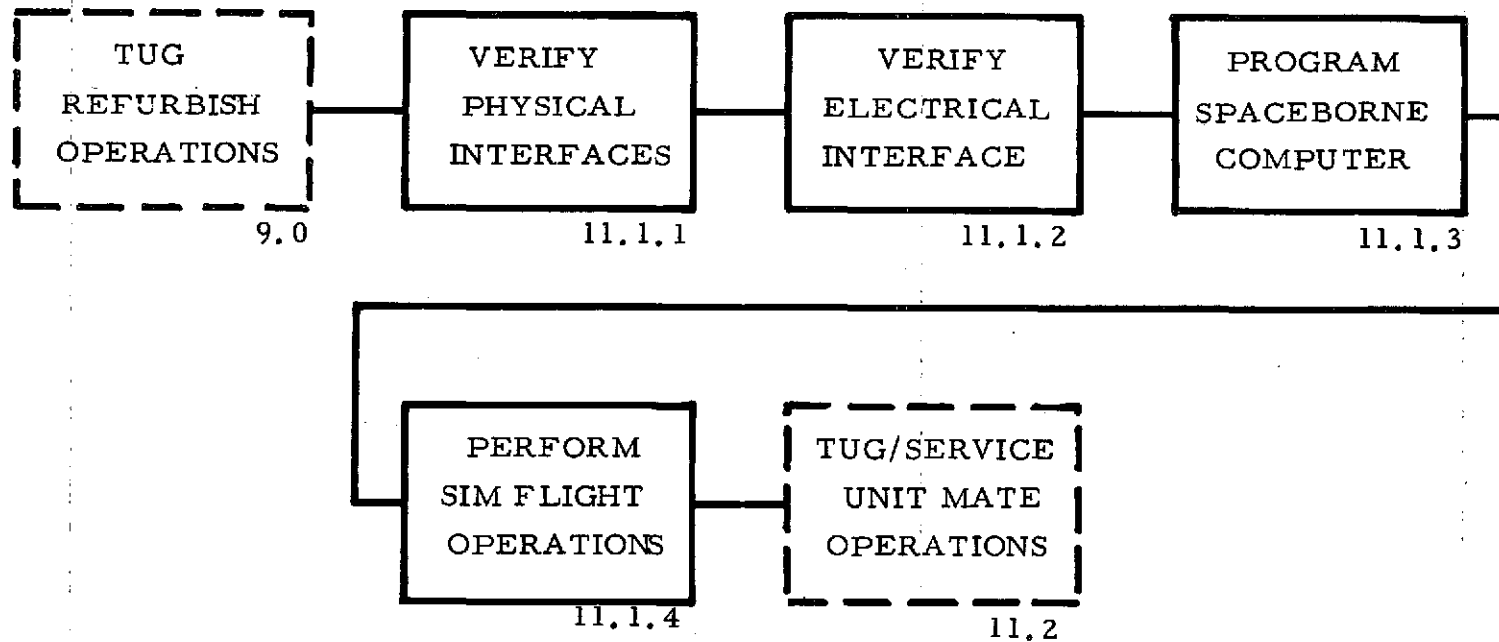 TUG
REFURBISH
OPERATIONS
9.0
VERIFY
PHYSICAL
INTERFACES
11.1.1
VERIFY
ELECTRICAL
INTERFACE
11.1.2
PROGRAM
SPACEBORNE
COMPUTER
11.1.3
PERFORM
SIM FLIGHT
OPERATIONS
11.1.4
TUG/SERVICE
UNIT MATE
OPERATIONS
11.2